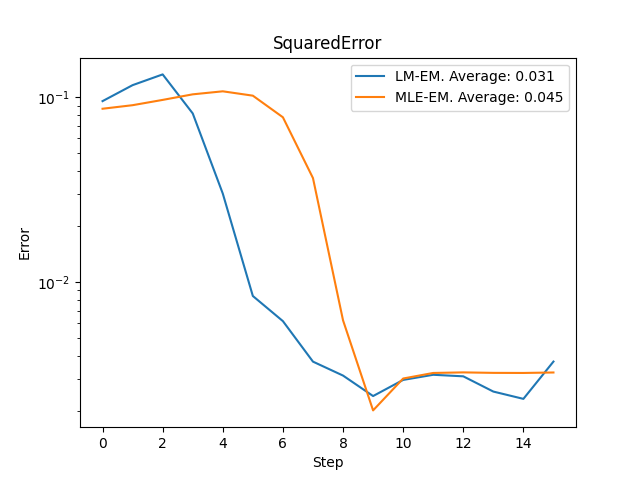 SquaredError
LM-EM. Average: 0.031
MLE-EM. Average: 0.045
Error
10⁻¹
10⁻²
0 2 4 6 8 10 12 14
Step